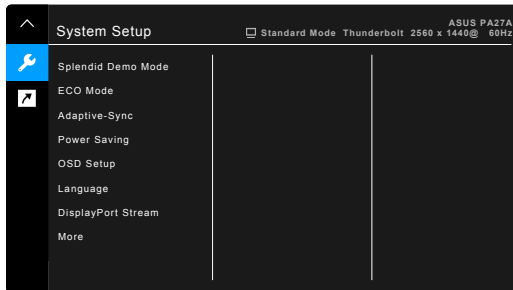 ASUS PA27A
System Setup
Standard Mode Thunderbolt 2560 x 1440@ 60Hz
Splendid Demo Mode
ECO Mode
Adaptive-Sync
Power Saving
OSD Setup
Language
DisplayPort Stream
More